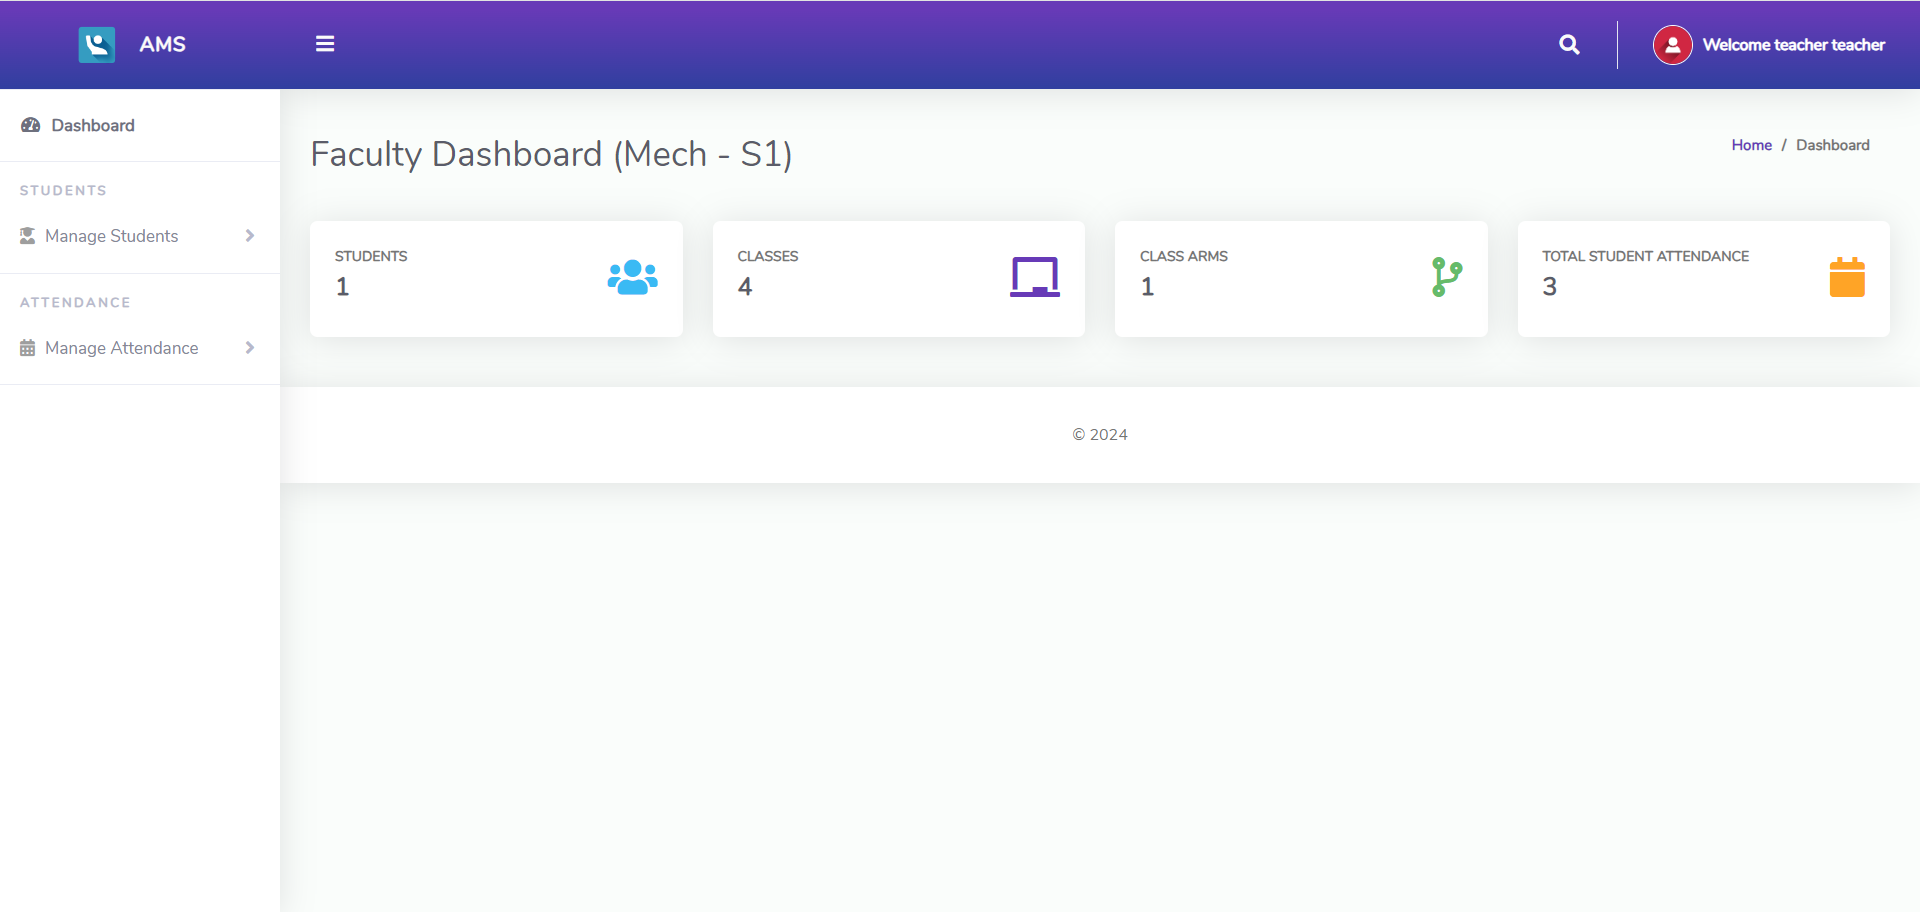 AMS
Welcome teacher teacher
Dashboard
STUDENTS
Manage Students
ATTENDANCE
Manage Attendance
Faculty Dashboard (Mech - S1)
Home / Dashboard
STUDENTS
1
CLASSES
4
CLASS ARMS
1
TOTAL STUDENT ATTENDANCE
3
© 2024